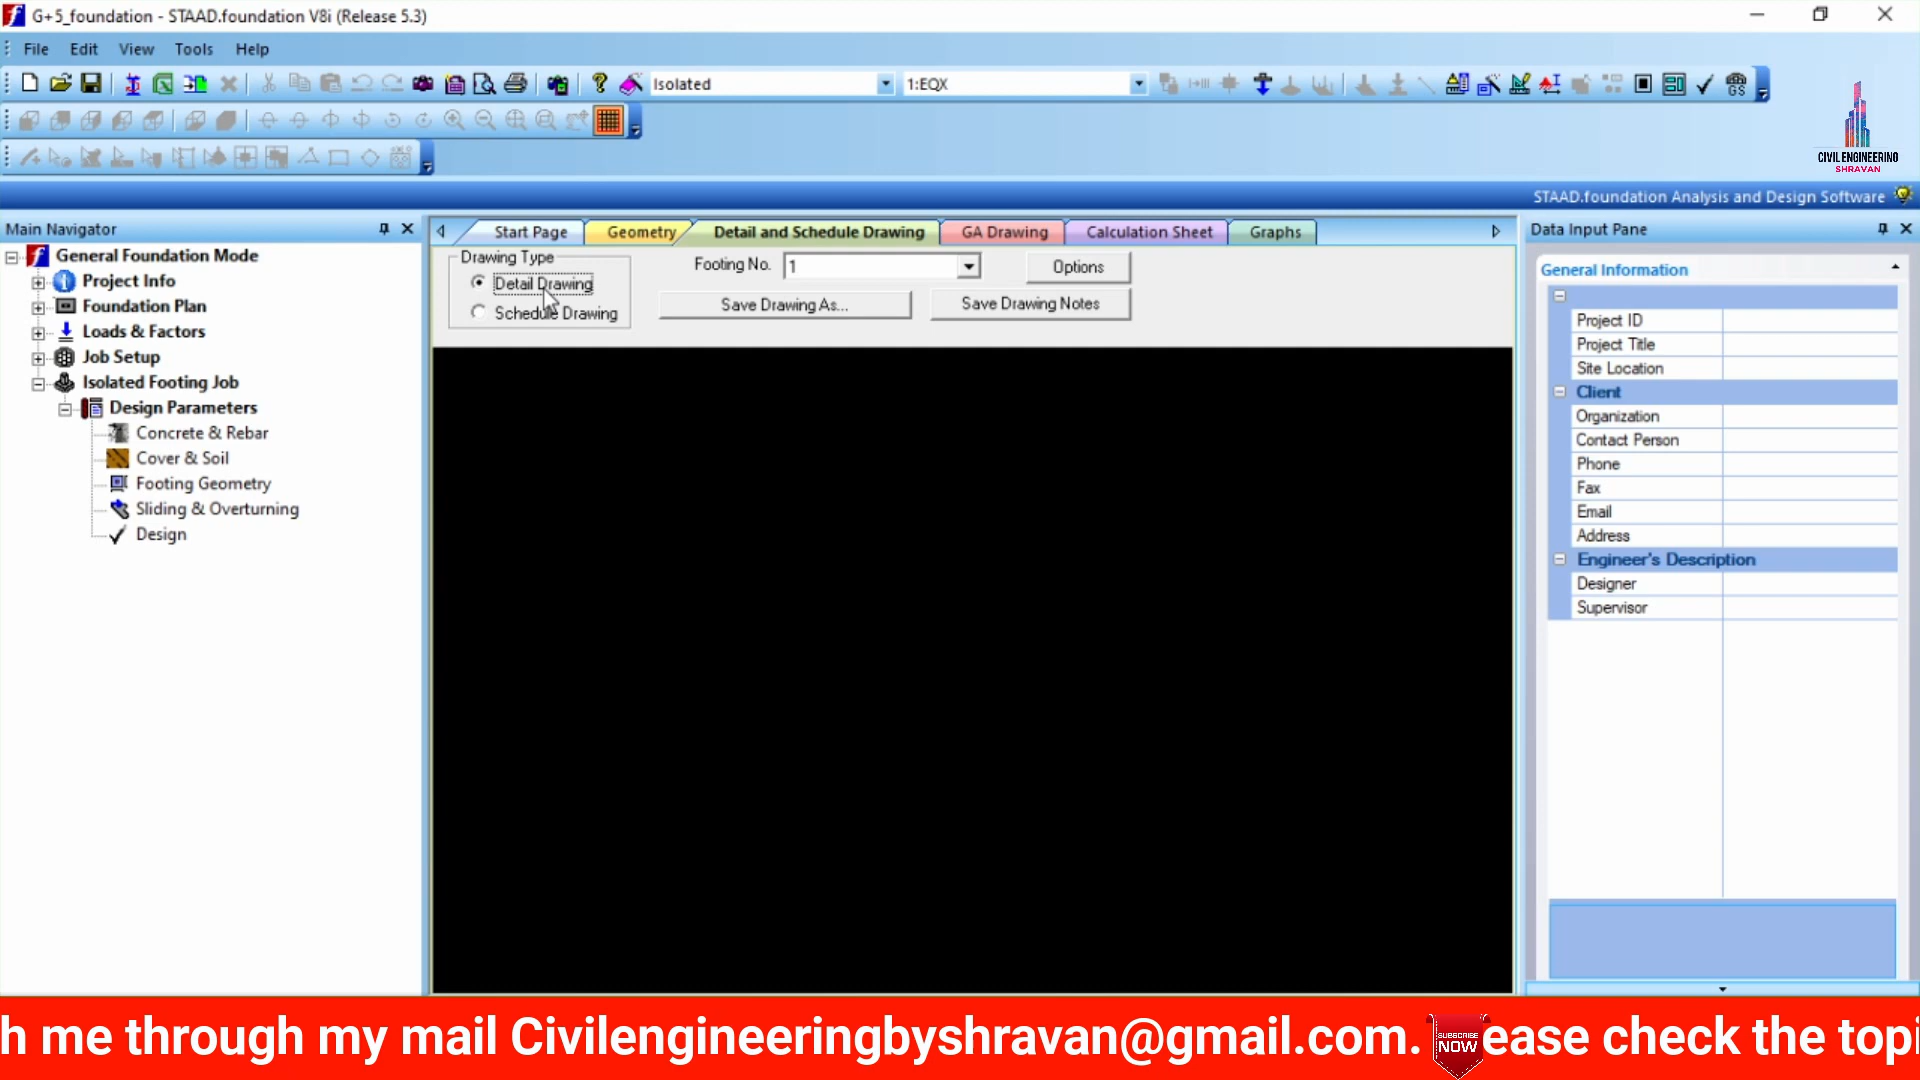 G+5_foundation - STAAD.foundation V8i (Release 5.3)
File Edit View Tools Help
Isolated 1:EQX
GS
CIVIL ENGINEERING
SHRAVAN
STAAD.foundation Analysis and Design Software
Main Navigator
General Foundation Mode
Project Info
Foundation Plan
Loads & Factors
Job Setup
Isolated Footing Job
Design Parameters
Concrete & Rebar
Cover & Soil
Footing Geometry
Sliding & Overturning
Design
Start Page Geometry Detail and Schedule Drawing GA Drawing Calculation Sheet Graphs
Drawing Type
Detail Drawing
Schedule Drawing
Footing No. 1
Options
Save Drawing As...
Save Drawing Notes
Data Input Pane
General Information
Project ID
Project Title
Site Location
Client
Organization
Contact Person
Phone
Fax
Email
Address
Engineer's Description
Designer
Supervisor
h me through my mail Civilengineeringbyshravan@gmail.com. ease check the topi
SUBSCRIBE
NOW